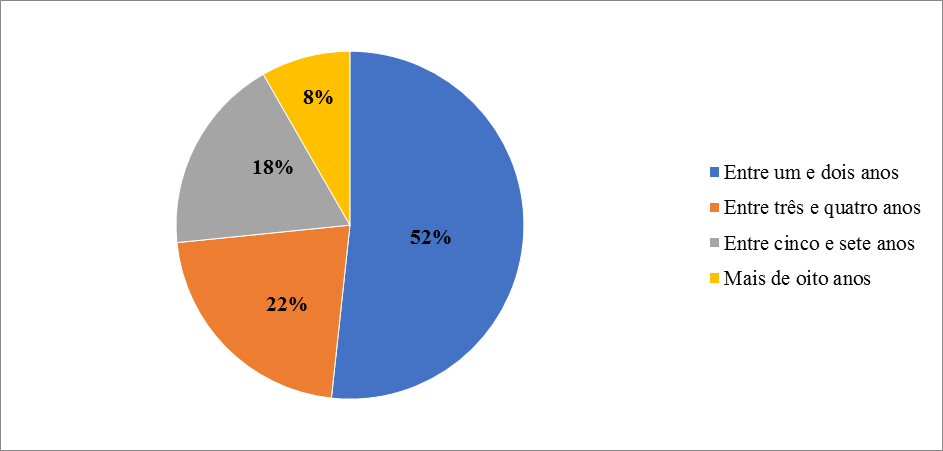 8%
18%
52%
22%
Entre um e dois anos
Entre três e quatro anos
Entre cinco e sete anos
Mais de oito anos